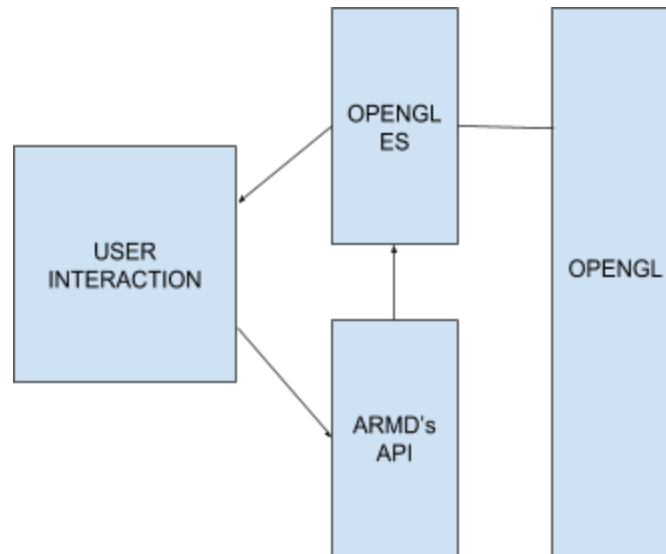 OPENGL
ES
USER
INTERACTION
OPENGL
ARMD's
API